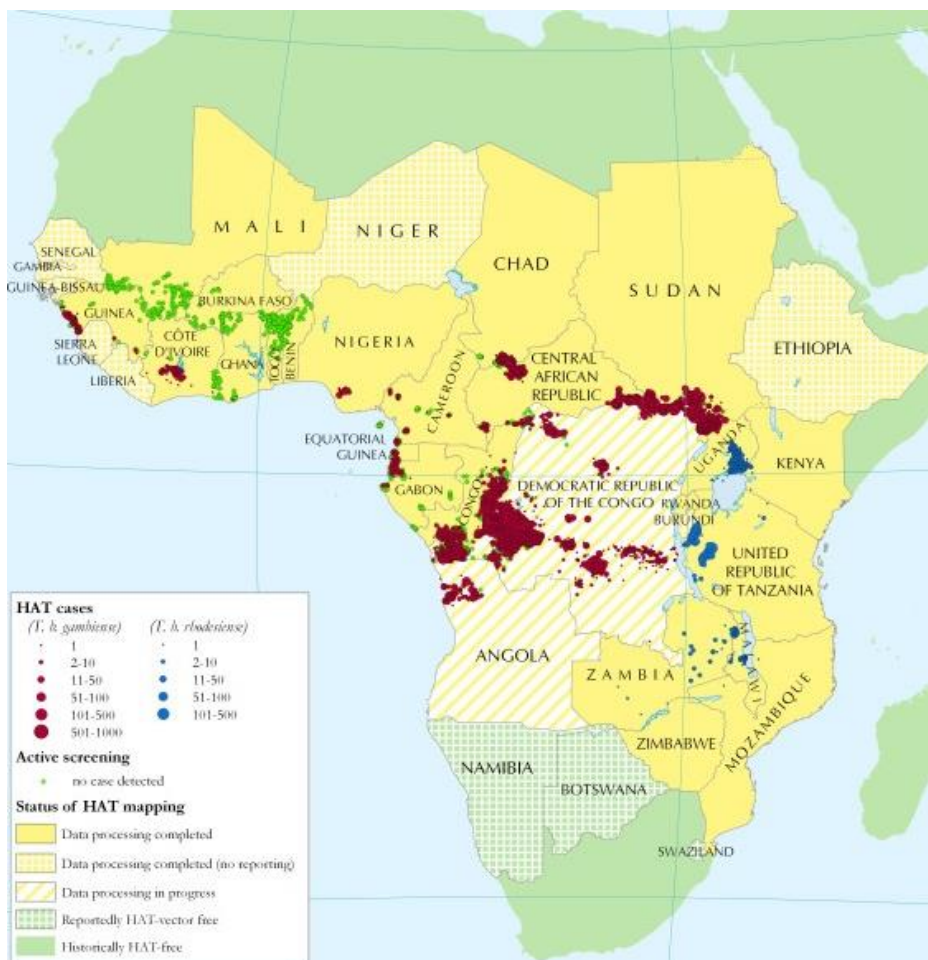 MALI
NIGER
CHAD
SUDAN
SENEGAL
GAMBIA
GUINEA-BISSAU
GUINEA
BURKINA FASO
SIERRA
LEONE
CÔTE
D'IVOIRE
LIBERIA
GHANA
TOGO
BENIN
NIGERIA
CAMEROON
CENTRAL
AFRICAN
REPUBLIC
ETHIOPIA
EQUATORIAL
GUINEA
GABON
CONGO
DEMOCRATIC REPUBLIC
OF THE CONGO
UGANDA
KENYA
RWANDA
BURUNDI
UNITED
REPUBLIC
OF TANZANIA
ANGOLA
ZAMBIA
MALAWI
MOZAMBIQUE
ZIMBABWE
NAMIBIA
BOTSWANA
SWAZILAND
HAT cases
(T. b. gambiense) (T. b. rhodesiense)
1 1
2-10 2-10
11-50 11-50
51-100 51-100
101-500 101-500
501-1000
Active screening
no case detected
Status of HAT mapping
Data processing completed
Data processing completed (no reporting)
Data processing in progress
Reportedly HAT-vector free
Historically HAT-free